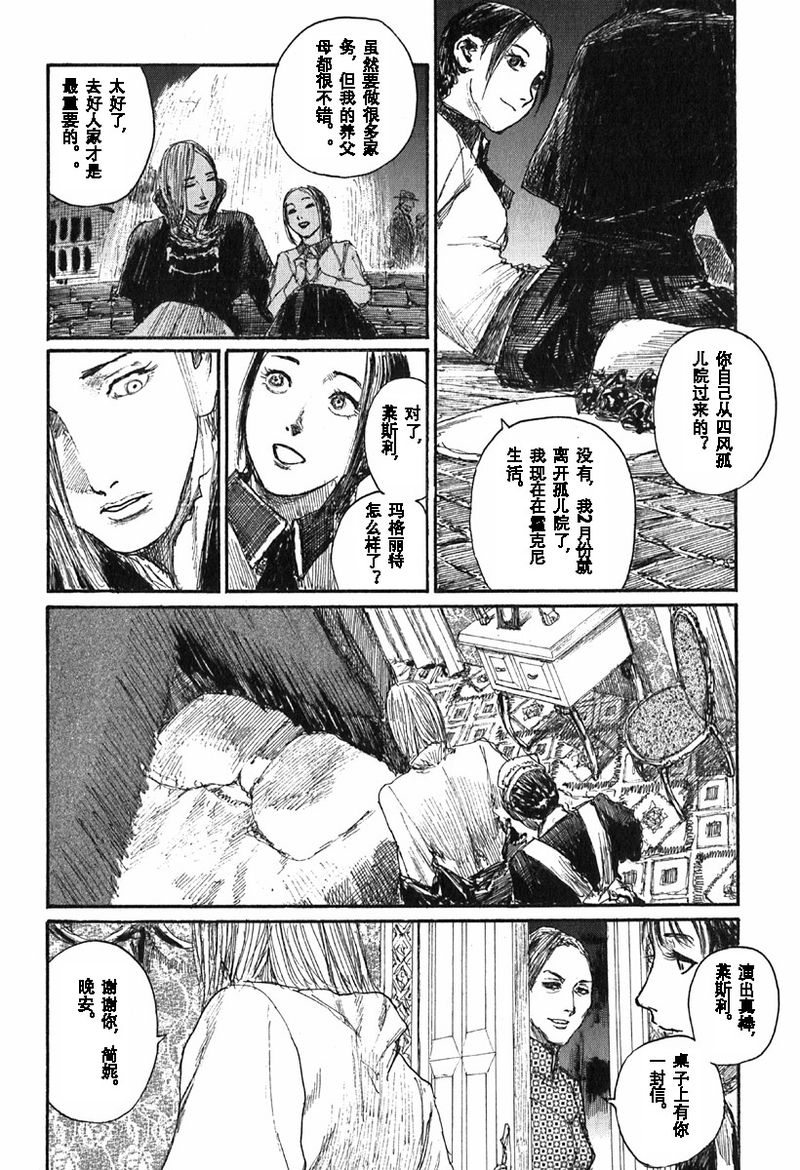 你自己从四风孤
儿院过来的？
没有，我2月份就
离开孤儿院了，
我现在在霍克尼
生活。
虽然要做很多家
务，但我的养父
母都很不错。。
太好了，
去好人家才是
最重要的。。
对了，
莱斯利，
玛格丽特
怎么样了？
演出真棒，
莱斯利。
桌子上有你
一封信。
谢谢你，简妮。
晚安。